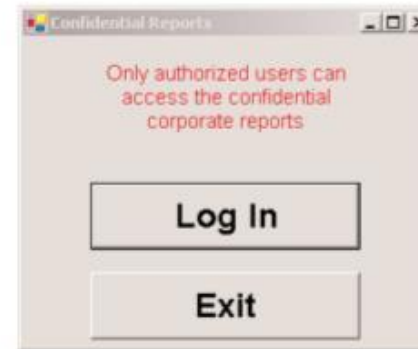 Confidential Reports
Only authorized users can
access the confidential
corporate reports
Log In
Exit